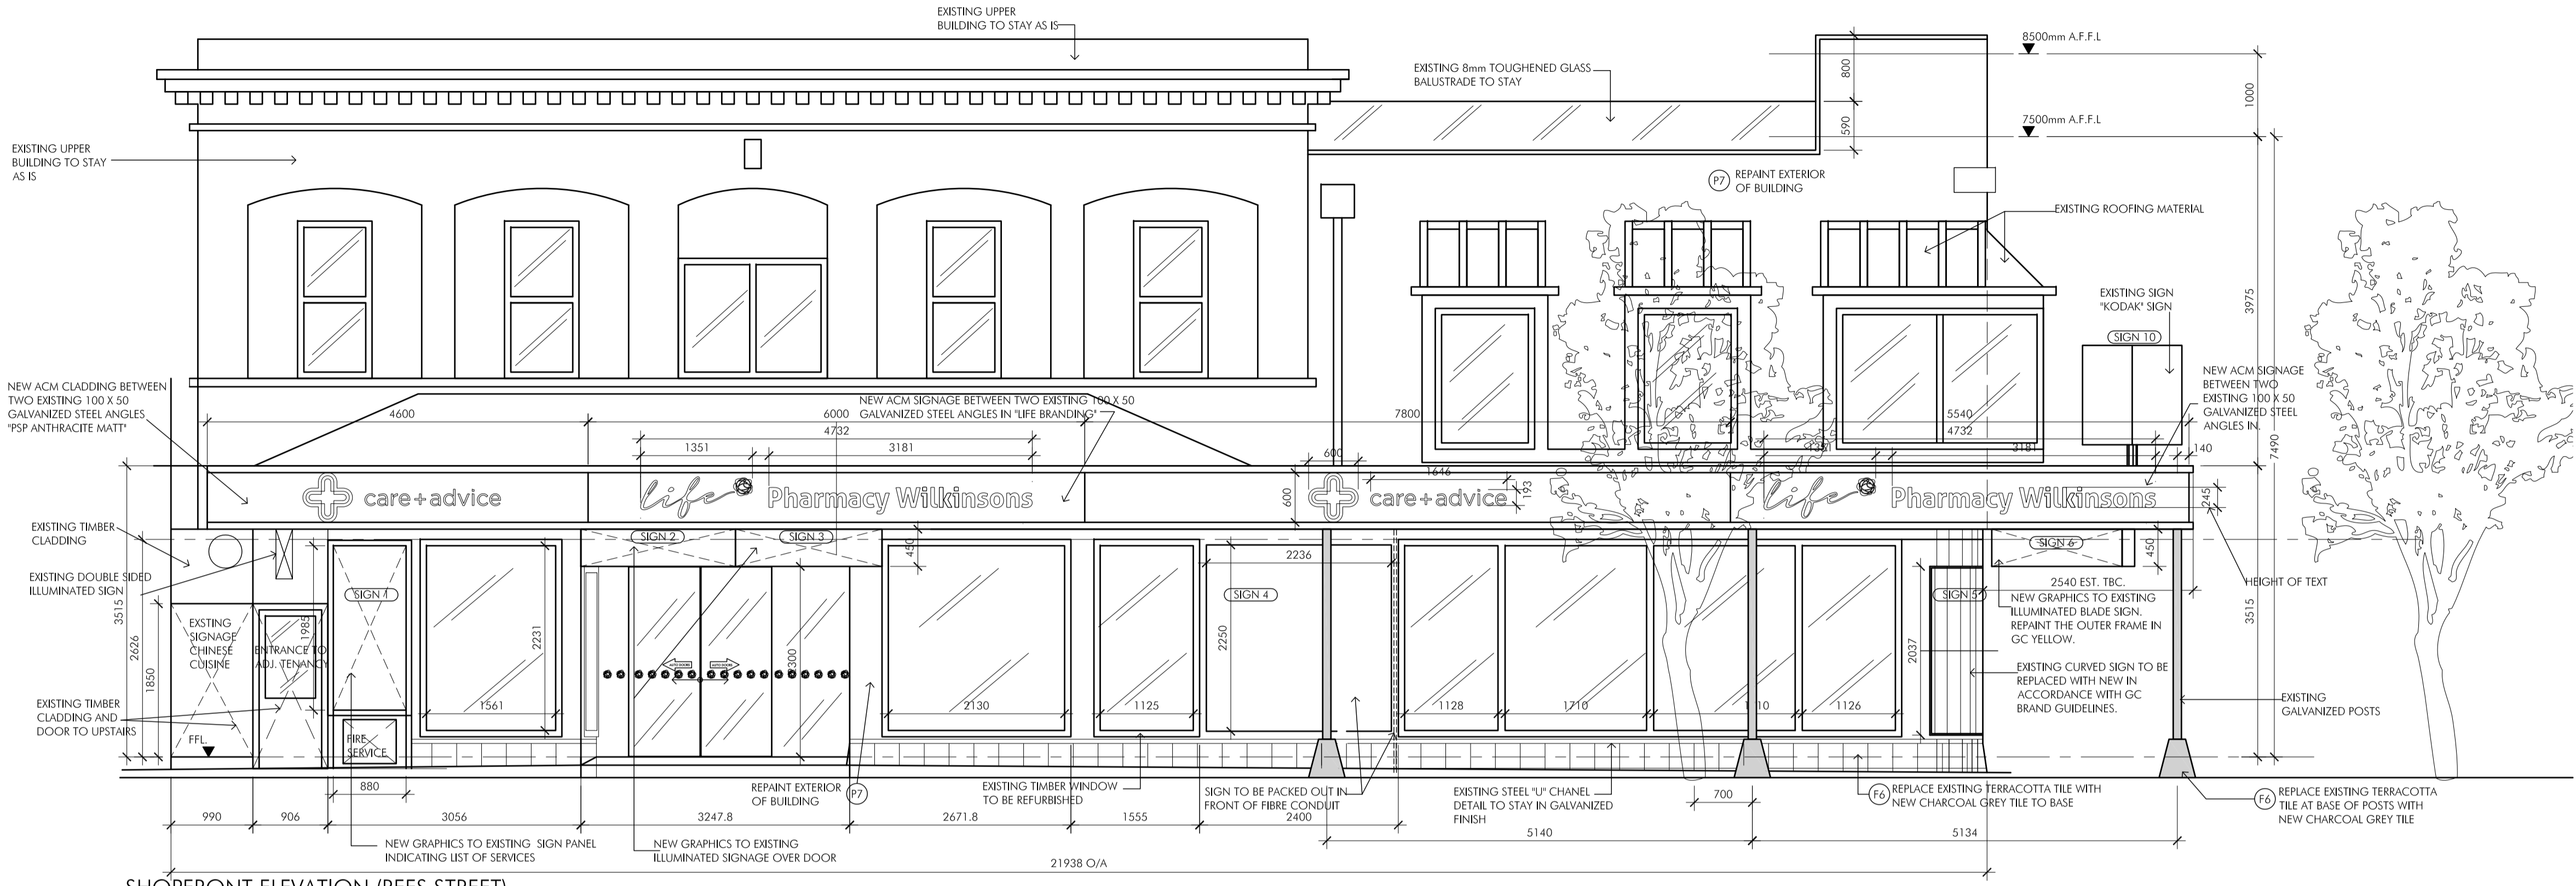 EXISTING UPPER
BUILDING TO STAY AS IS
8500mm A.F.F.L
EXISTING 8mm TOUGHENED GLASS
BALUSTRADE TO STAY
800
1000
590
7500mm A.F.F.L
EXISTING UPPER
BUILDING TO STAY
AS IS
P7
REPAINT EXTERIOR
OF BUILDING
EXISTING ROOFING MATERIAL
EXISTING SIGN
"KODAK" SIGN
3975
SIGN 10
NEW ACM CLADDING BETWEEN
TWO EXISTING 100 X 50
GALVANIZED STEEL ANGLES
"PSP ANTHRACITE MATT"
NEW ACM SIGNAGE BETWEEN TWO EXISTING 100 X 50
GALVANIZED STEEL ANGLES IN "LIFE BRANDING"
NEW ACM SIGNAGE
BETWEEN TWO
EXISTING 100 X 50
GALVANIZED STEEL
ANGLES IN.
4600
6000
7800
5540
4732
4732
7490
1351
3181
600
1351
3181
140
1646
care+advice
life Pharmacy Wilkinsons
600
care+advice
193
life Pharmacy Wilkinsons
245
EXISTING TIMBER
CLADDING
SIGN 2
SIGN 3
450
SIGN 6
450
EXISTING DOUBLE SIDED
ILLUMINATED SIGN
2236
SIGN 1
SIGN 4
SIGN 5
2540 EST. TBC.
HEIGHT OF TEXT
3515
2626
1850
1985
2231
2300
2250
2037
3515
NEW GRAPHICS TO EXISTING
ILLUMINATED BLADE SIGN.
REPAINT THE OUTER FRAME IN
GC YELLOW.
EXSTING
SIGNAGE
CHINESE
CUISINE
ENTRANCE TO
ADJ. TENANCY
AUTO DOORS
AUTO DOORS
EXISTING CURVED SIGN TO BE
REPLACED WITH NEW IN
ACCORDANCE WITH GC
BRAND GUIDELINES.
EXISTING
GALVANIZED POSTS
EXISTING TIMBER
CLADDING AND
DOOR TO UPSTAIRS
1561
2130
1125
1128
1710
1710
1126
FFL.
FIRE
SERVICE
880
REPAINT EXTERIOR
OF BUILDING
P7
EXISTING TIMBER WINDOW
TO BE REFURBISHED
SIGN TO BE PACKED OUT IN
FRONT OF FIBRE CONDUIT
EXISTING STEEL "U" CHANEL
DETAIL TO STAY IN GALVANIZED
FINISH
700
F6
REPLACE EXISTING TERRACOTTA TILE WITH
NEW CHARCOAL GREY TILE TO BASE
F6
REPLACE EXISTING TERRACOTTA
TILE AT BASE OF POSTS WITH
NEW CHARCOAL GREY TILE
990
906
3056
3247.8
2671.8
1555
2400
5140
5134
NEW GRAPHICS TO EXISTING SIGN PANEL
INDICATING LIST OF SERVICES
NEW GRAPHICS TO EXISTING
ILLUMINATED SIGNAGE OVER DOOR
21938 O/A
SHOPFRONT ELEVATION (REES STREET)